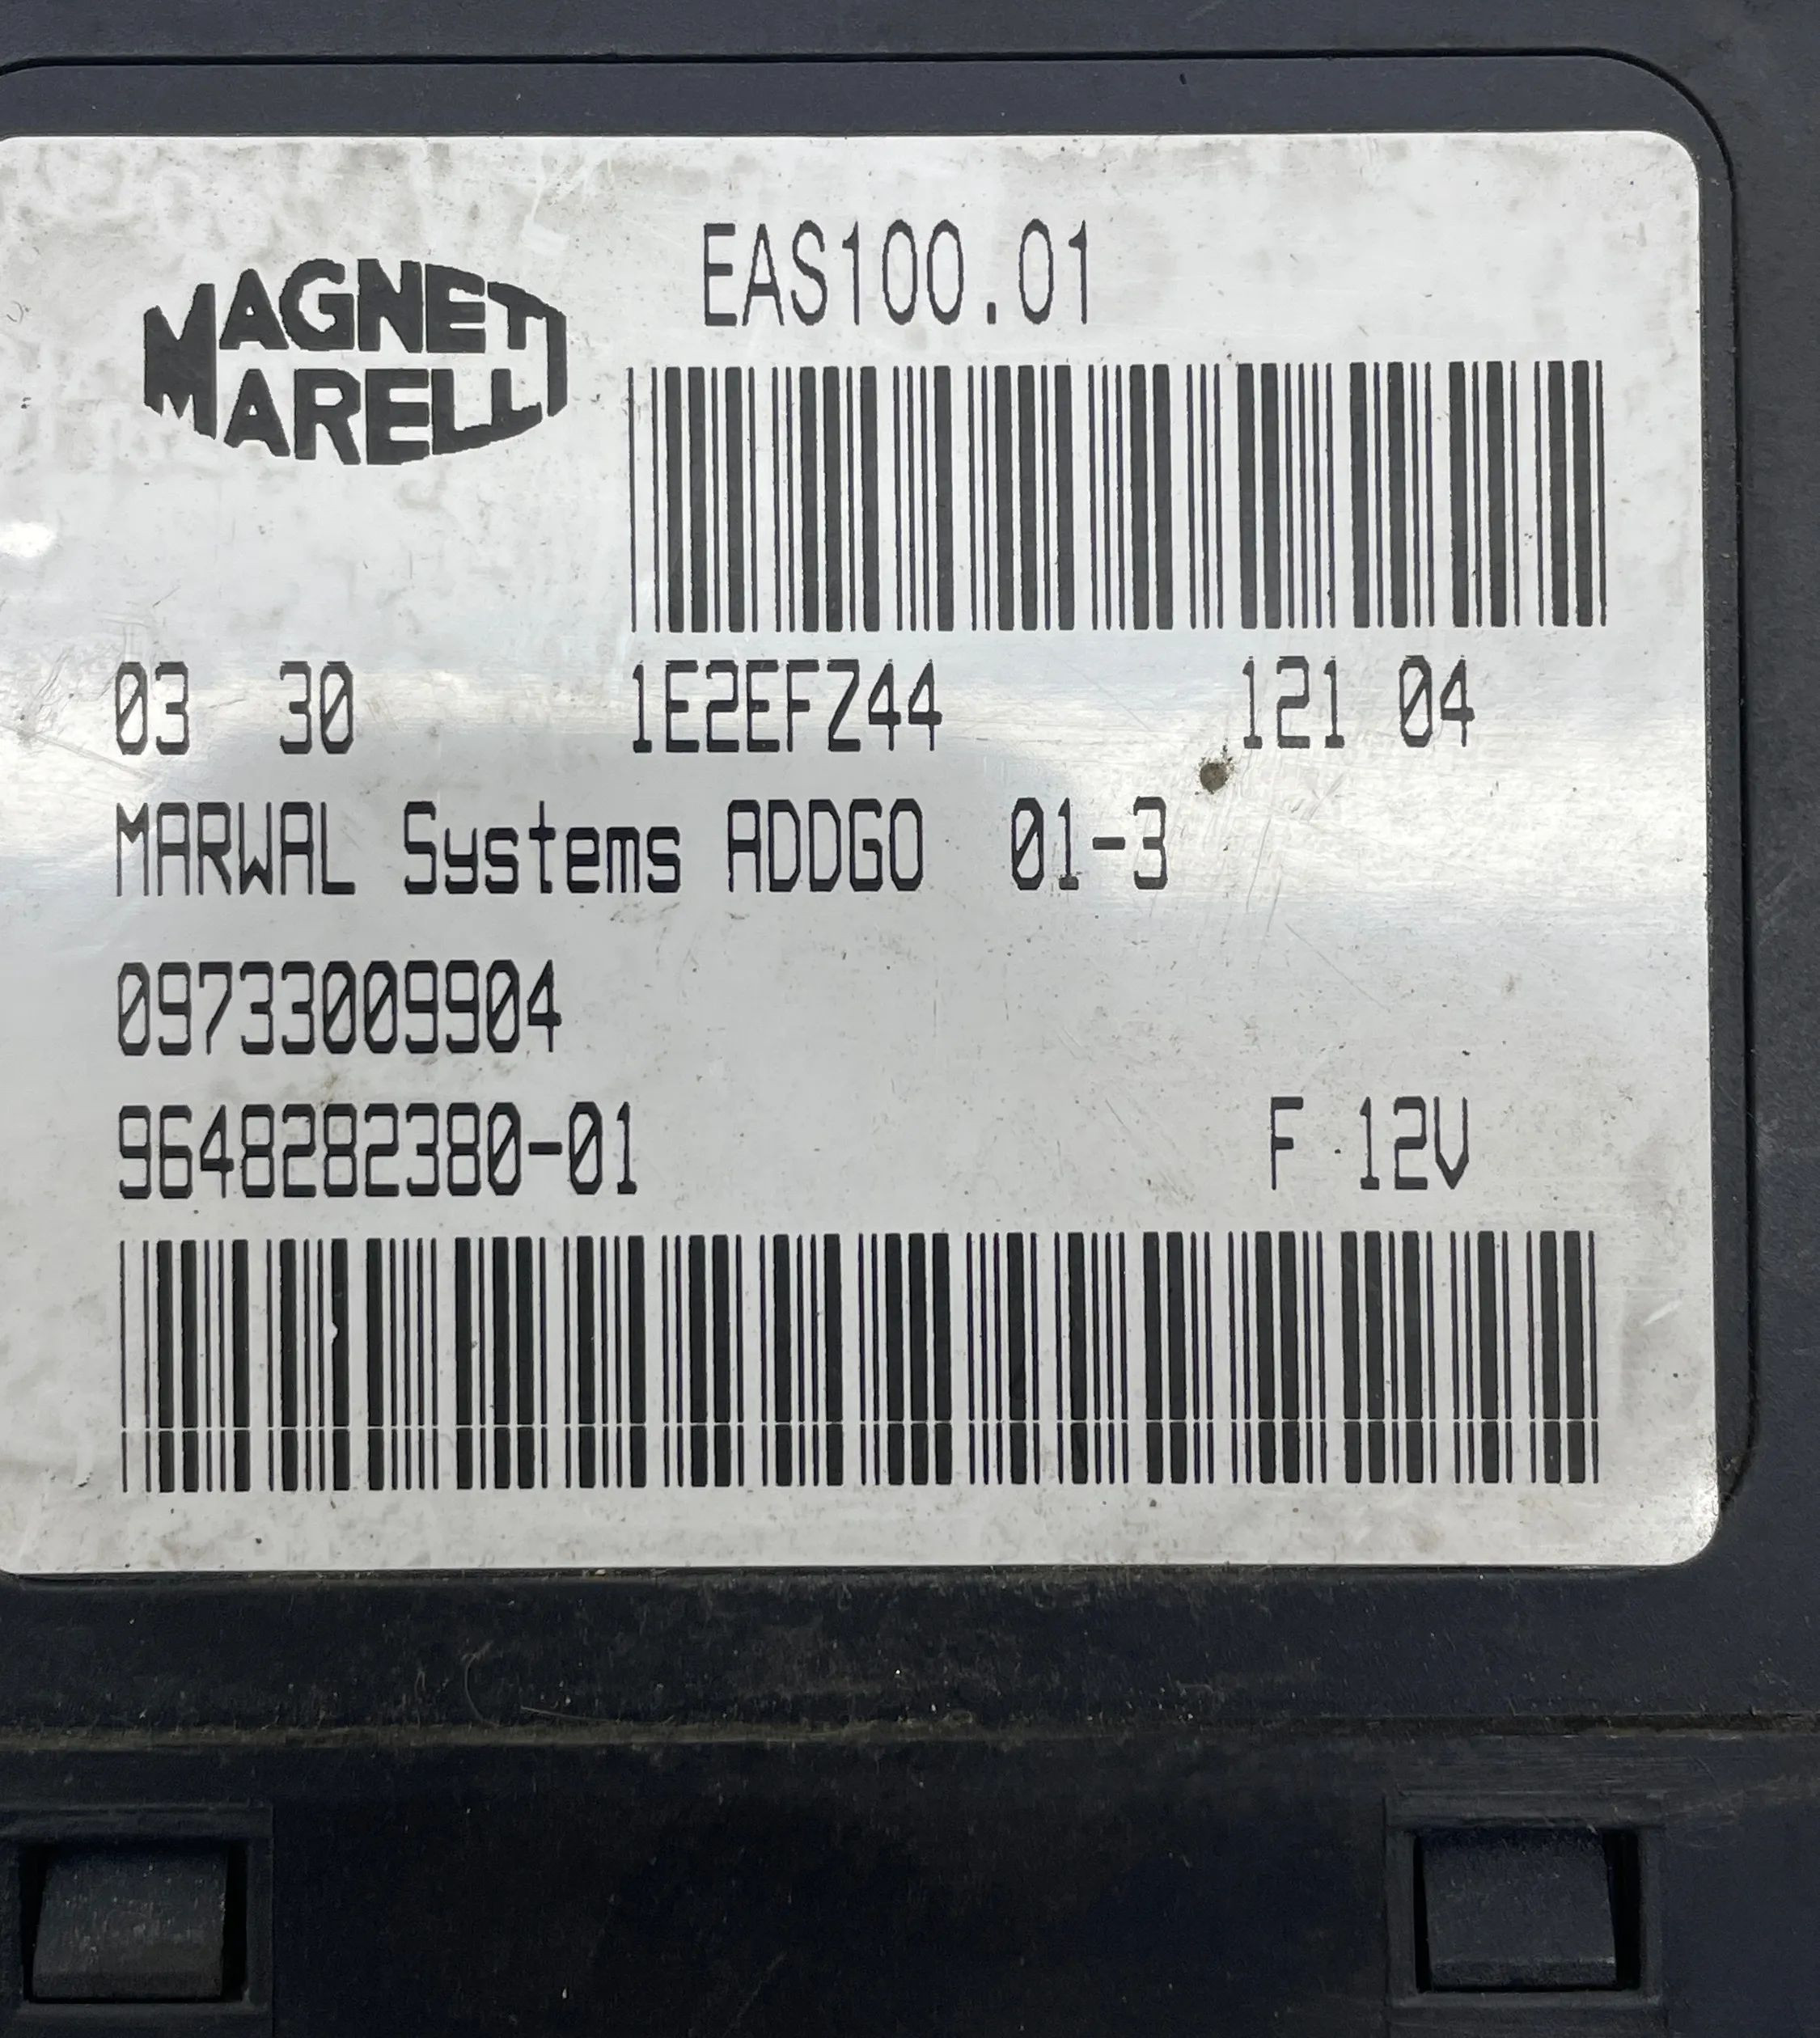 EAS100.01
MAGNETI
MARELLI
03 30 1E2EFZ44 121 04
MARWAL Systems ADDGO 01-3
09733009904
9648282380-01 F 12V